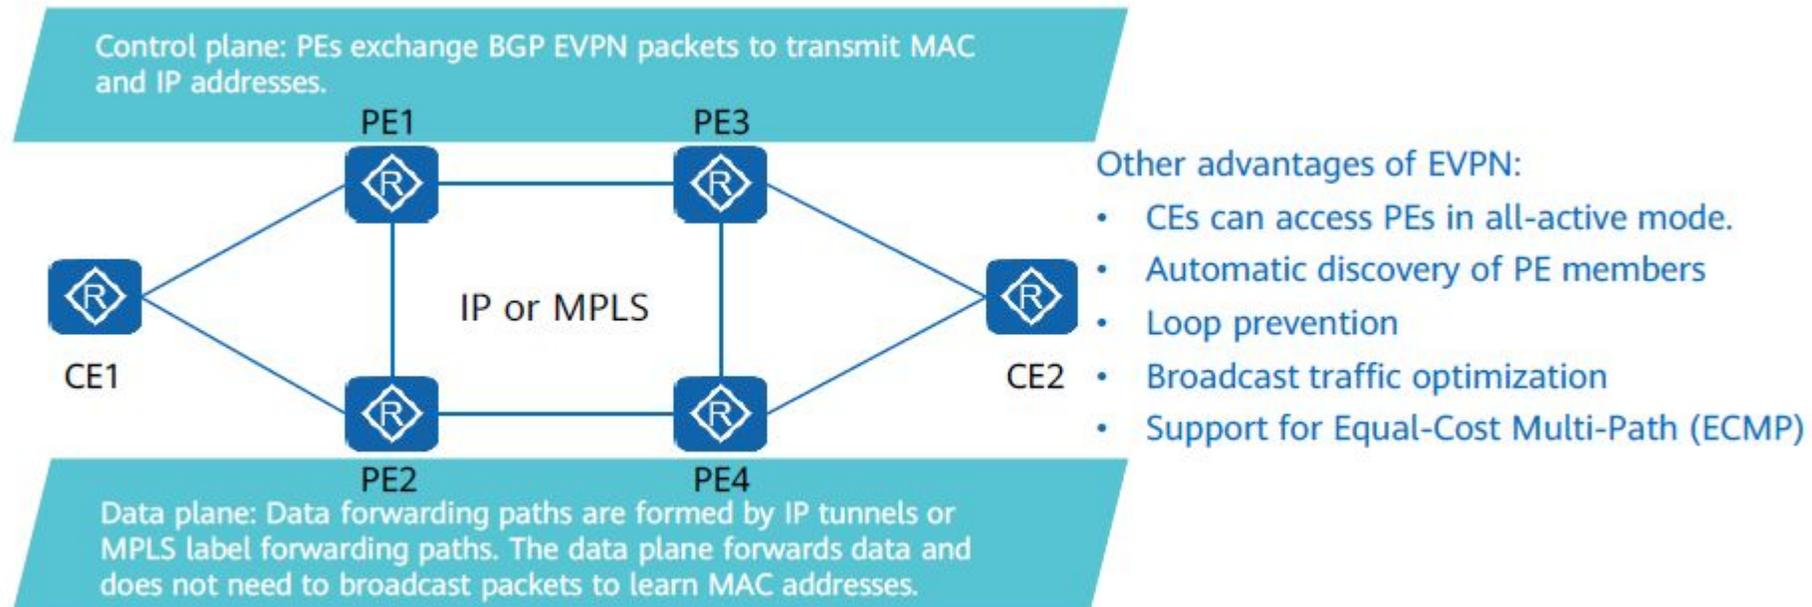 Control plane: PEs exchange BGP EVPN packets to transmit MAC
and IP addresses.
PE1
PE3
R
R
Other advantages of EVPN:
• CEs can access PEs in all-active mode.
• Automatic discovery of PE members
• Loop prevention
• Broadcast traffic optimization
• Support for Equal-Cost Multi-Path (ECMP)
R
IP or MPLS
R
CE1
CE2
R
R
PE2
PE4
Data plane: Data forwarding paths are formed by IP tunnels or
MPLS label forwarding paths. The data plane forwards data and
does not need to broadcast packets to learn MAC addresses.